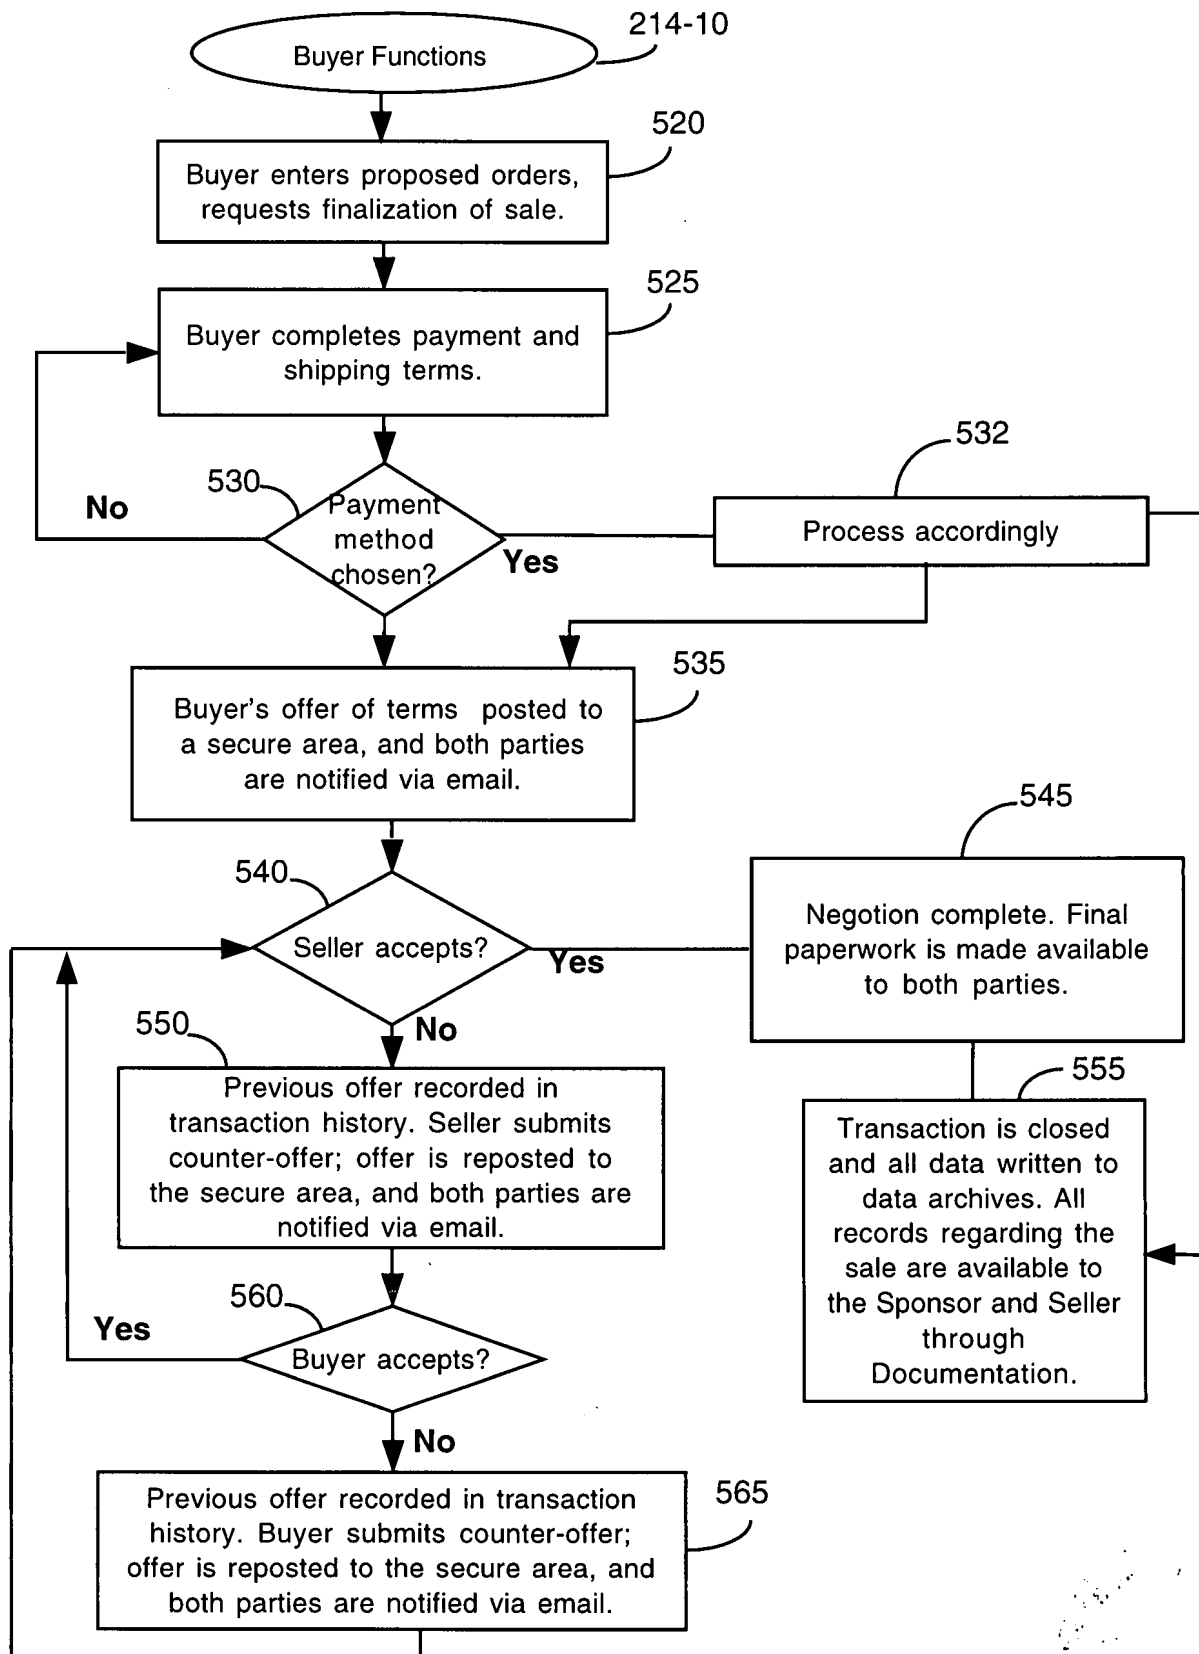 214-10
Buyer Functions
520
Buyer enters proposed orders,
requests finalization of sale.
525
Buyer completes payment and
shipping terms.
530
No
Payment
method
chosen?
Yes
532
Process accordingly
535
Buyer's offer of terms posted to
a secure area, and both parties
are notified via email.
540
Seller accepts?
Yes
No
545
Negotion complete. Final
paperwork is made available
to both parties.
550
Previous offer recorded in
transaction history. Seller submits
counter-offer; offer is reposted to
the secure area, and both parties are
notified via email.
555
Transaction is closed
and all data written to
data archives. All
records regarding the
sale are available to
the Sponsor and Seller
through
Documentation.
560
Yes
Buyer accepts?
No
565
Previous offer recorded in transaction
history. Buyer submits counter-offer;
offer is reposted to the secure area, and
both parties are notified via email.